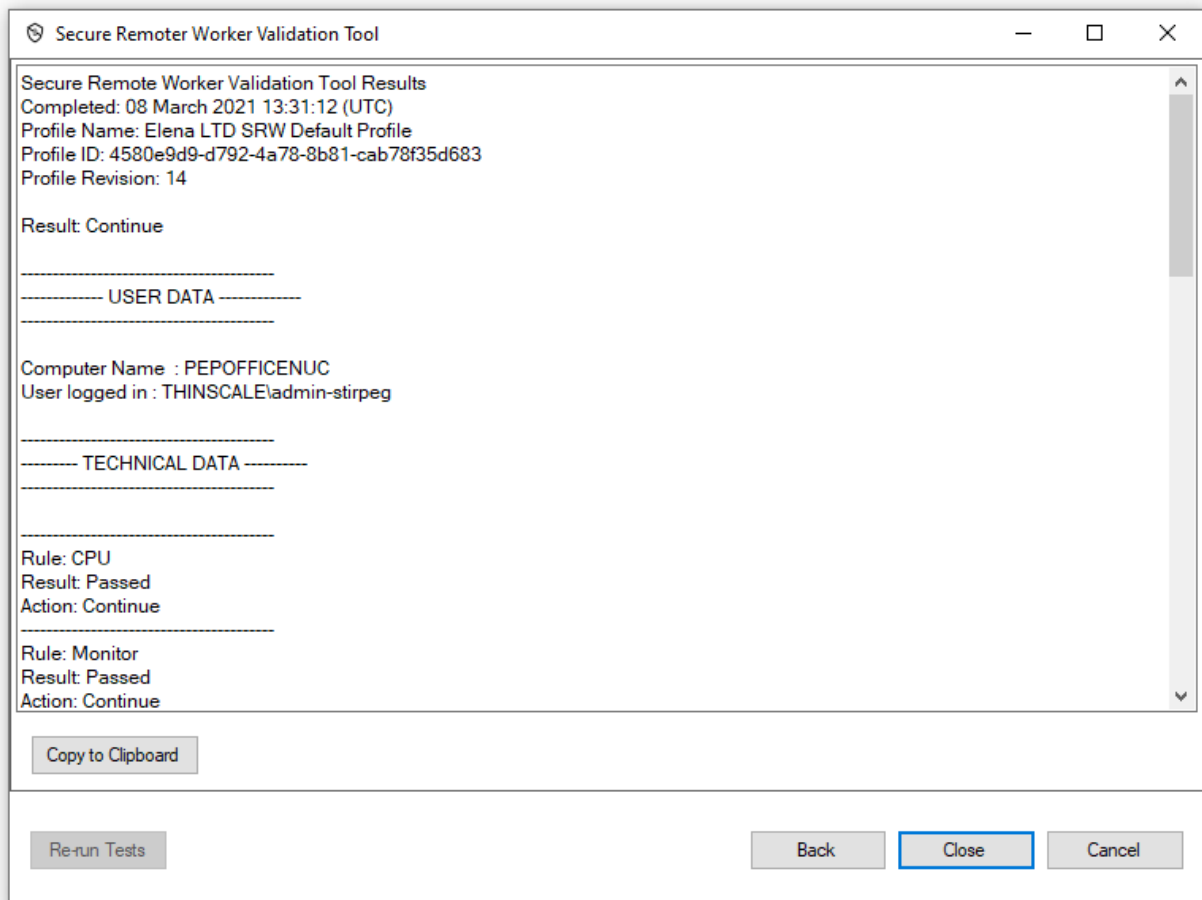 Secure Remoter Worker Validation Tool
Secure Remote Worker Validation Tool Results
Completed: 08 March 2021 13:31:12 (UTC)
Profile Name: Elena LTD SRW Default Profile
Profile ID: 4580e9d9-d792-4a78-8b81-cab78f35d683
Profile Revision: 14
Result: Continue
----------------------------------------
------------- USER DATA -------------
----------------------------------------
Computer Name  : PEPOFFICENUC
User logged in : THINSCALE\admin-stirpeg
----------------------------------------
--------- TECHNICAL DATA ----------
----------------------------------------
----------------------------------------
Rule: CPU
Result: Passed
Action: Continue
----------------------------------------
Rule: Monitor
Result: Passed
Action: Continue
Copy to Clipboard
Re-run Tests
Back
Close
Cancel